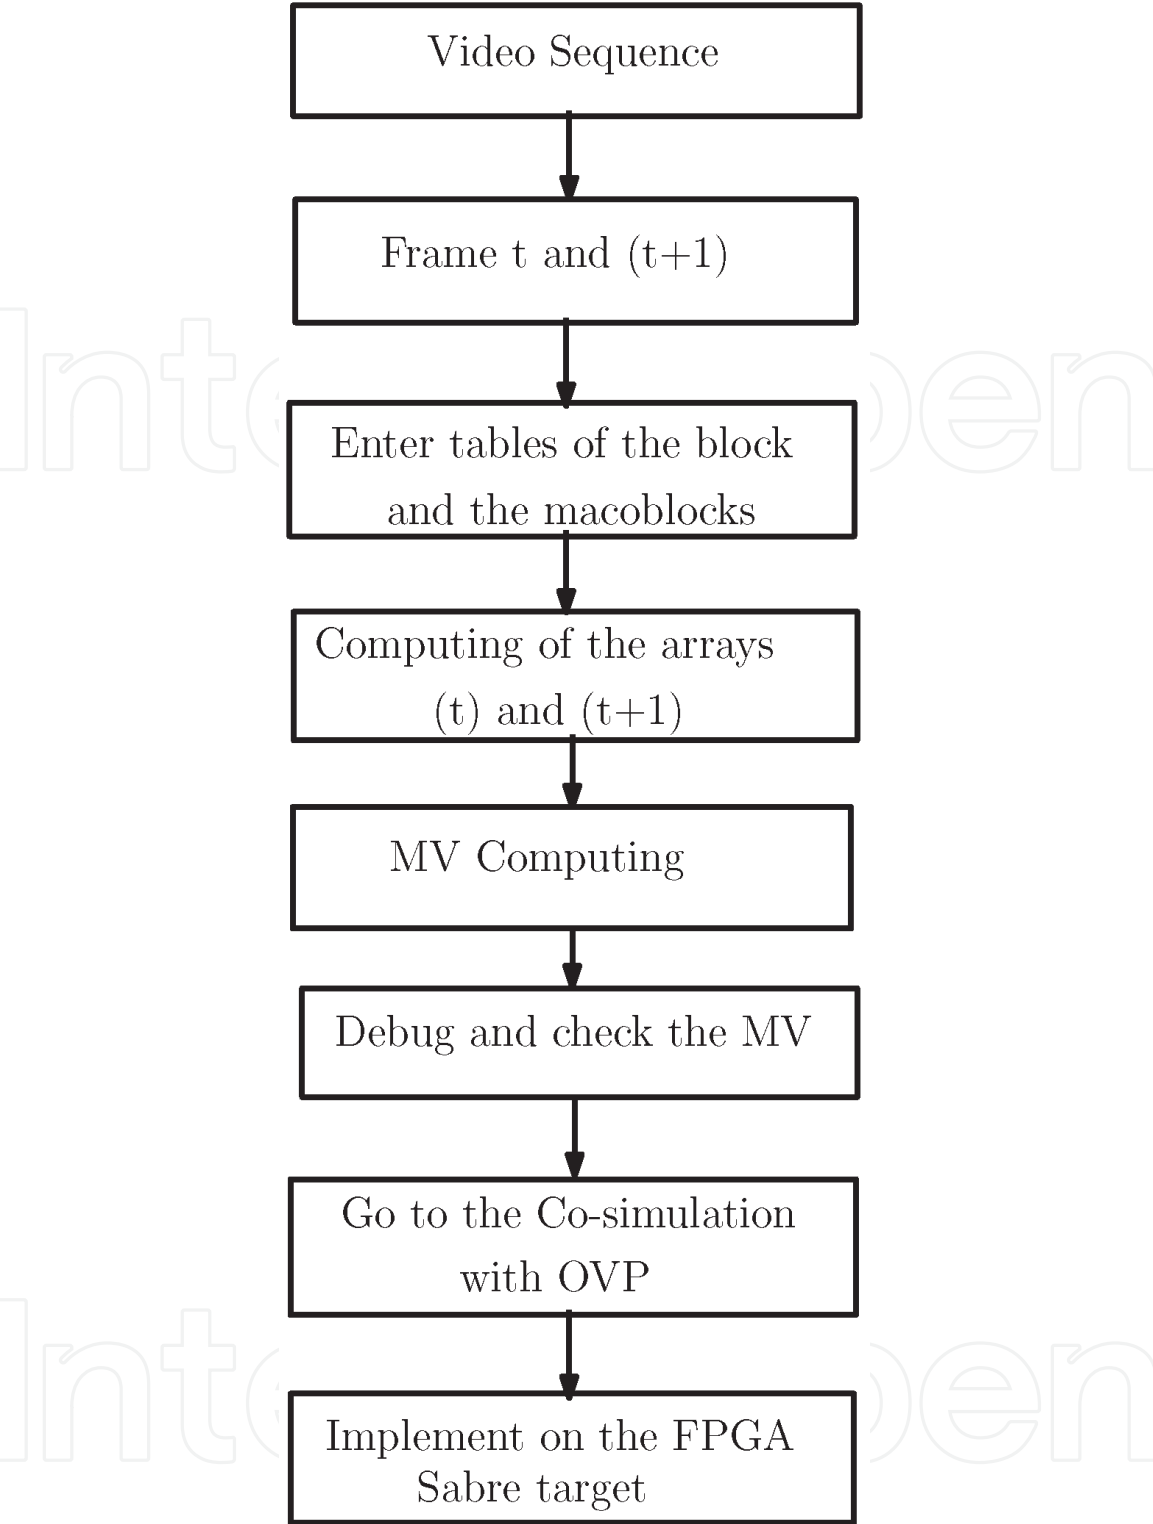 Video Sequence
Frame t and (t+1)
Enter tables of the block
and the macoblocks
Computing of the arrays
(t) and (t+1)
MV Computing
Debug and check the MV
Go to the Co-simulation
with OVP
Implement on the FPGA
Sabre target